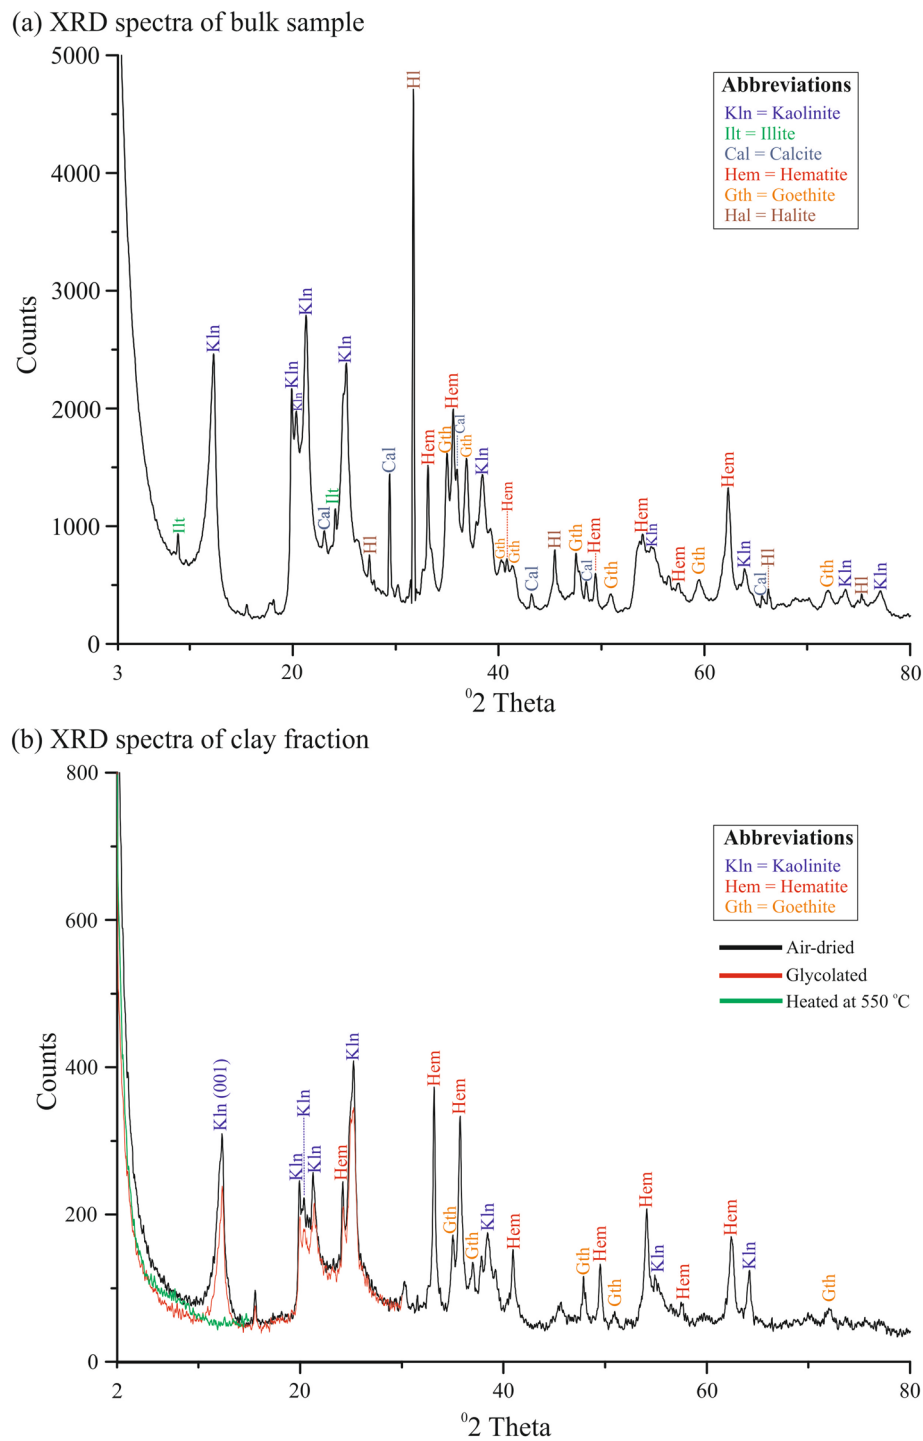 (a) XRD spectra of bulk sample
5000
4000
3000
2000
1000
0
Counts
3
20
40
60
80
⁰2 Theta
Abbreviations
Kln = Kaolinite
Ilt = Illite
Cal = Calcite
Hem = Hematite
Gth = Goethite
Hal = Halite
Ilt
Kln
Kln
Kln
Kln
Cal
Ilt
Kln
Hl
Cal
Hl
Hem
Gth
Hem
Cal
Gth
Kln
Gth
Hem
Gth
Cal
Hl
Gth
Cal
Hem
Gth
Hem
Kln
Hem
Gth
Hem
Kln
Cal
Hl
Gth
Kln
Hl
Kln
(b) XRD spectra of clay fraction
800
600
400
200
0
Counts
2
20
40
60
80
⁰2 Theta
Abbreviations
Kln = Kaolinite
Hem = Hematite
Gth = Goethite
Air-dried
Glycolated
Heated at 550 °C
Kln (001)
Kln
Kln
Kln
Hem
Kln
Hem
Gth
Hem
Gth
Kln
Hem
Gth
Hem
Gth
Hem
Kln
Hem
Hem
Kln
Gth